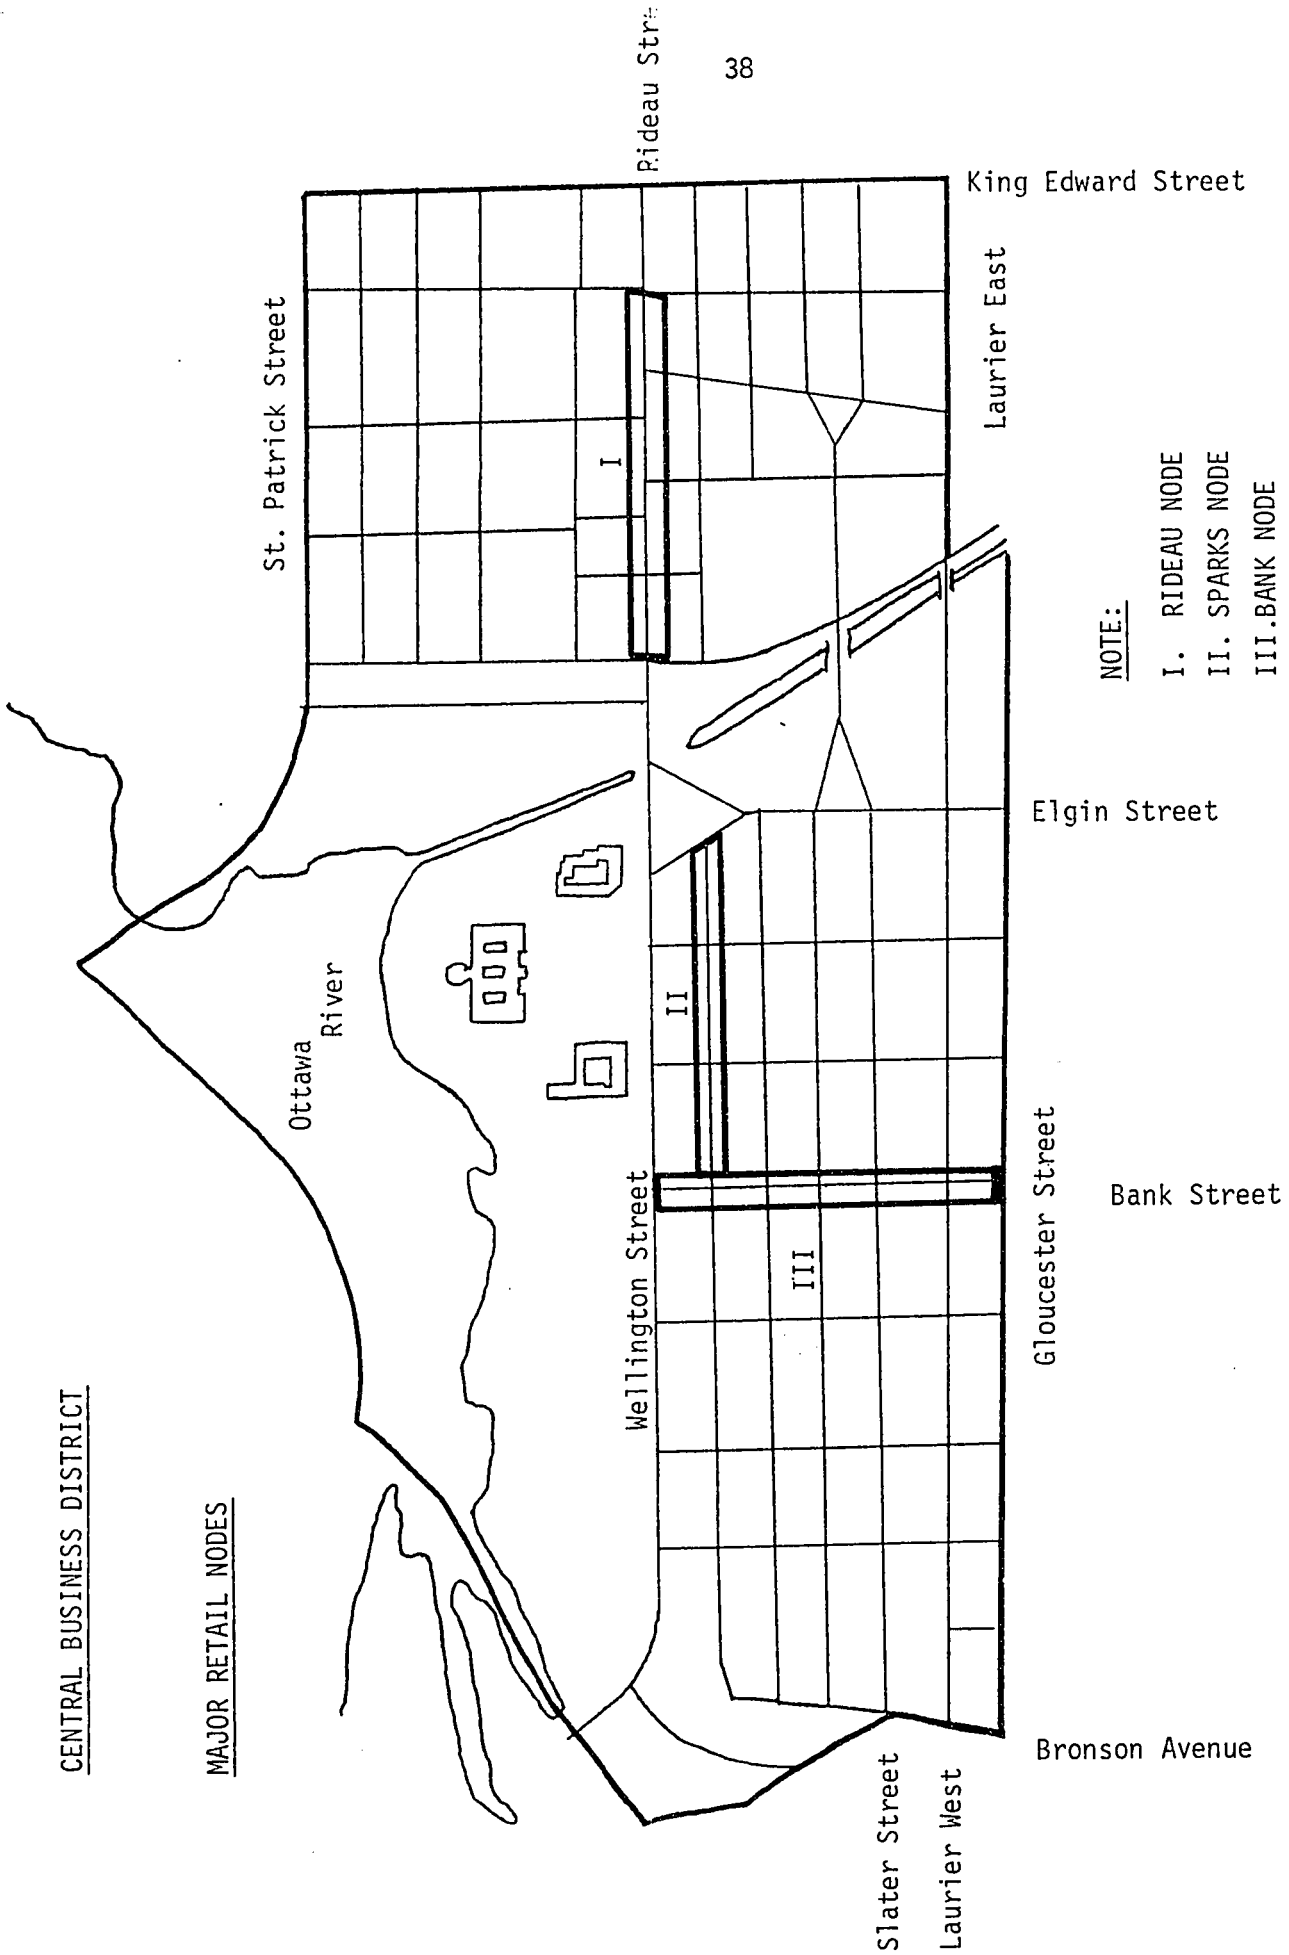 38
CENTRAL BUSINESS DISTRICT
MAJOR RETAIL NODES
Ottawa
River
St. Patrick Street
Rideau
King Edward Street
Laurier East
I
II
III
Wellington Street
Elgin Street
Gloucester Street
Bank Street
Bronson Avenue
Slater Street
Laurier West
NOTE:
I. RIDEAU NODE
II. SPARKS NODE
III.BANK NODE